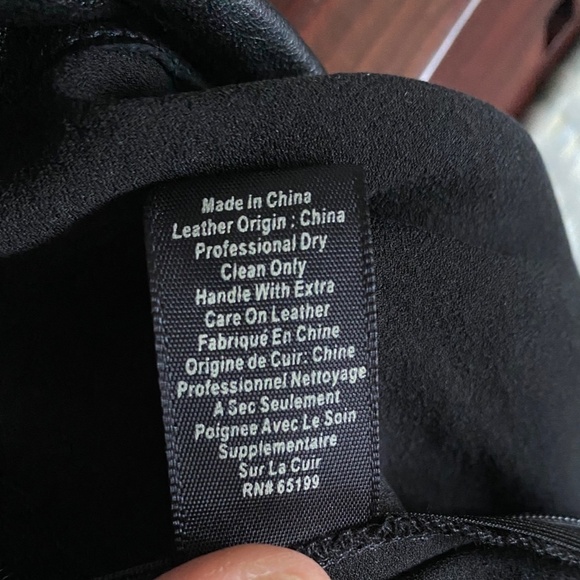 Made In China
Leather Origin : China
Professional Dry
Clean Only
Handle With Extra
Care On Leather
Fabriqué En Chine
Origine de Cuir: Chine
Professionnel Nettoyage
A Sec Seulement
Poignee Avec Le Soin
Supplementaire
Sur La Cuir
RN# 65199